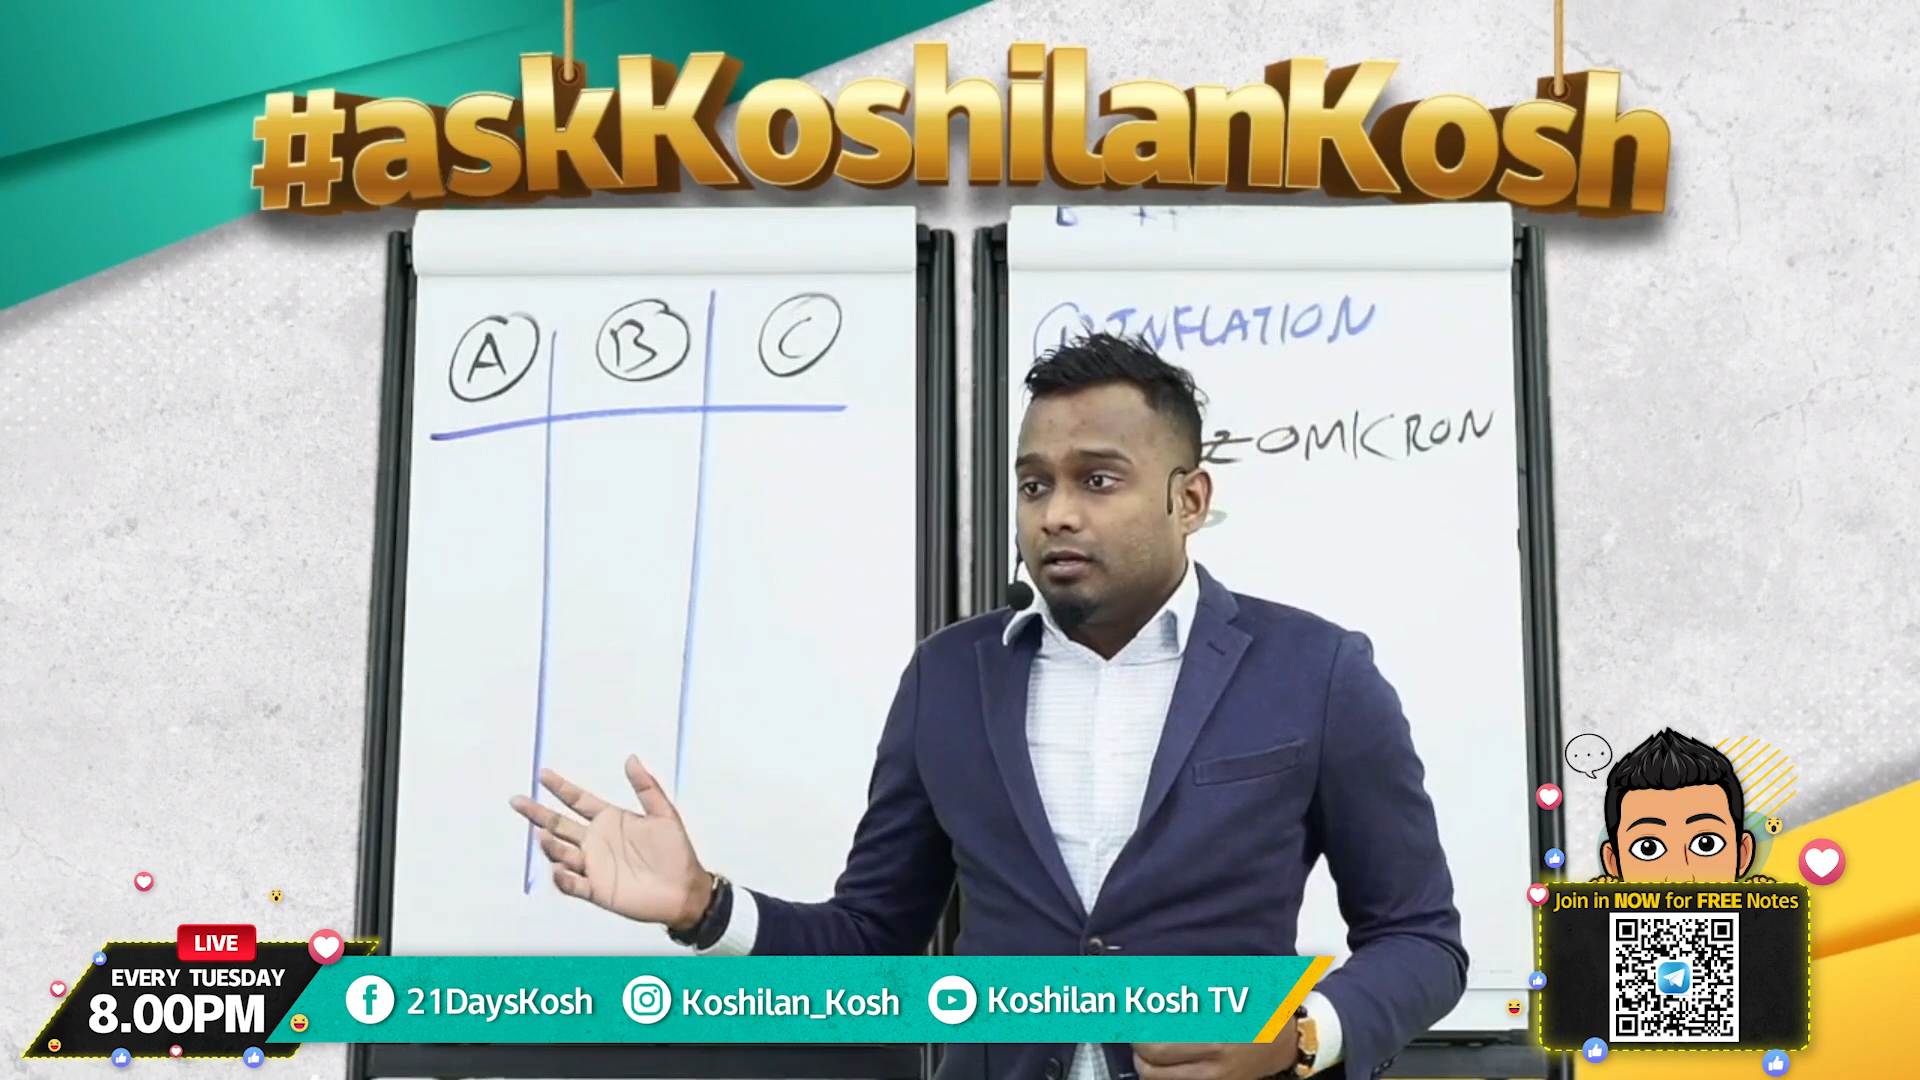 #askKoshilanKosh
A B C
INFLATION
OMICRON
LIVE
EVERY TUESDAY
8.00PM
21DaysKosh
Koshilan_Kosh
Koshilan Kosh TV
Join in NOW for FREE Notes